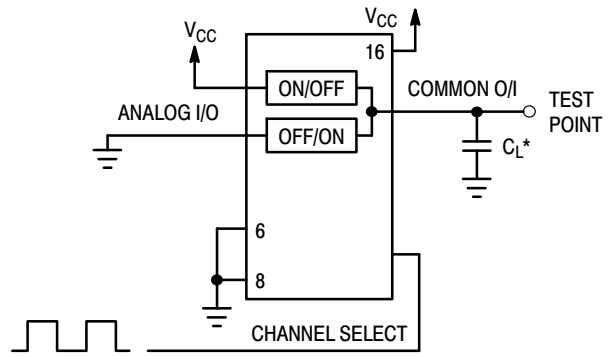 VCC
VCC
16
ON/OFF
COMMON O/I
TEST
POINT
ANALOG I/O
OFF/ON
CL*
6
8
CHANNEL SELECT